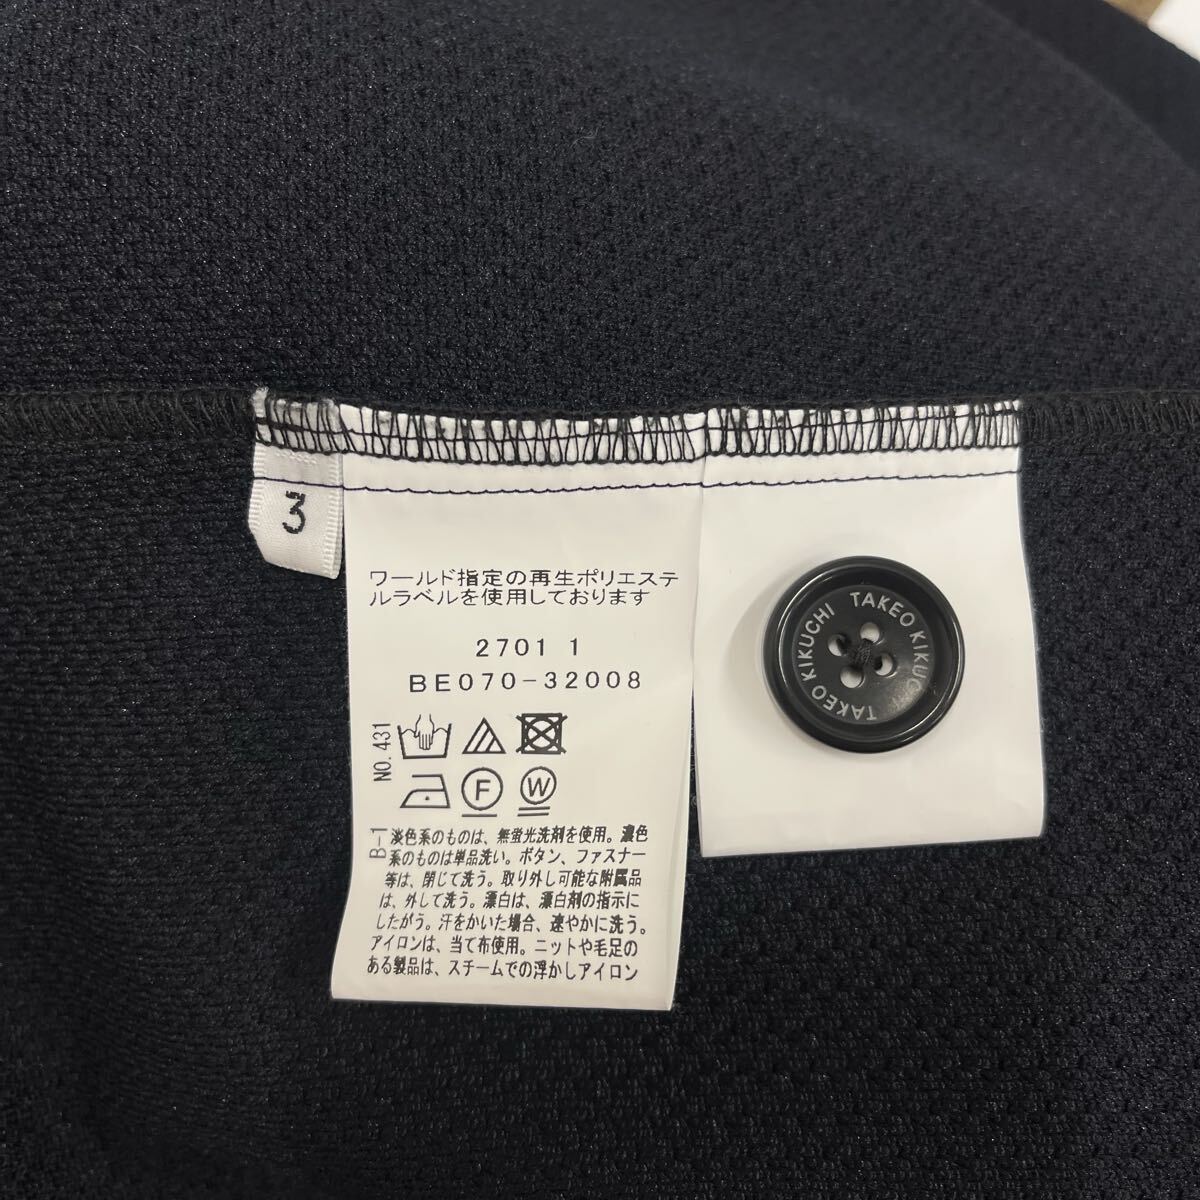 3
ワールド指定の再生ポリエステ
ルラベルを使用しております
2701 1
BE070-32008
NO.431
F
W
B-1
淡色系のものは、無蛍光洗剤を使用。濃色
系のものは単品洗い。ボタン、ファスナー
等は、閉じて洗う。取り外し可能な附属品
は、外して洗う。漂白は、漂白剤の指示に
したがう。汗をかいた場合、速やかに洗う。
アイロンは、当て布使用。ニットや毛足の
ある製品は、スチームでの浮かしアイロン
TAKEO KIKUCHI
TAKEO KIKUCHI